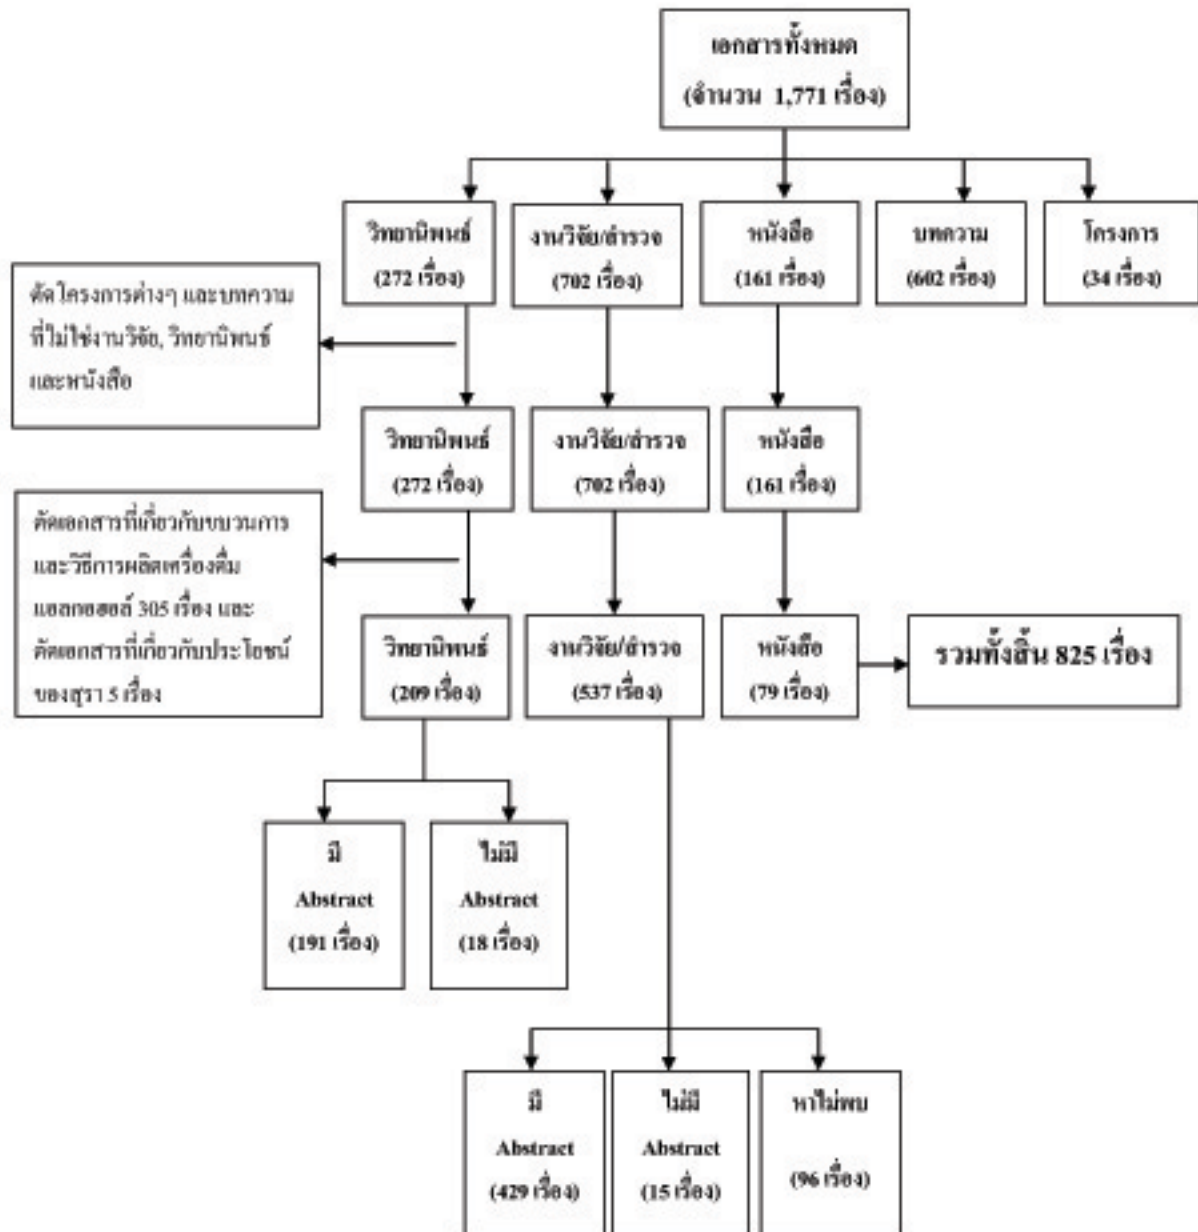 เอกสารทั้งหมด
(จำนวน 1,771 เรื่อง)
วิทยานิพนธ์
(272 เรื่อง)
งานวิจัย/สำรวจ
(702 เรื่อง)
หนังสือ
(161 เรื่อง)
บทความ
(602 เรื่อง)
โครงการ
(34 เรื่อง)
ตัดโครงการต่างๆ และบทความ
ที่ไม่ใช่งานวิจัย, วิทยานิพนธ์
และหนังสือ
วิทยานิพนธ์
(272 เรื่อง)
งานวิจัย/สำรวจ
(702 เรื่อง)
หนังสือ
(161 เรื่อง)
ตัดเอกสารที่เกี่ยวกับขบวนการ
และวิธีการผลิตเครื่องดื่ม
แอลกอฮอล์ 305 เรื่อง และ
ตัดเอกสารที่เกี่ยวกับประโยชน์
ของสุรา 5 เรื่อง
วิทยานิพนธ์
(209 เรื่อง)
งานวิจัย/สำรวจ
(537 เรื่อง)
หนังสือ
(79 เรื่อง)
รวมทั้งสิ้น 825 เรื่อง
มี
Abstract
(191 เรื่อง)
ไม่มี
Abstract
(18 เรื่อง)
มี
Abstract
(429 เรื่อง)
ไม่มี
Abstract
(15 เรื่อง)
หาไม่พบ
(96 เรื่อง)